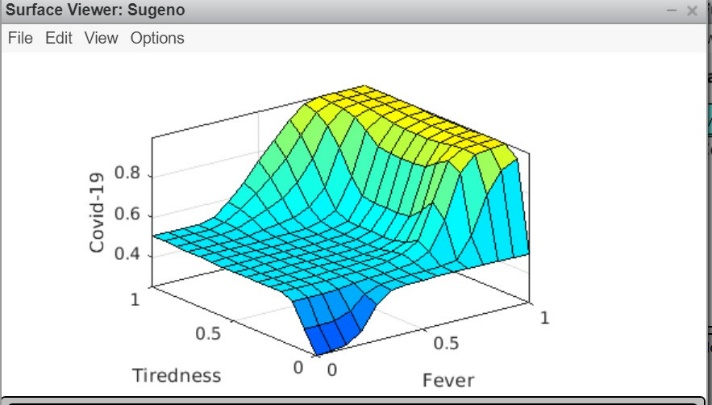 Surface Viewer: Sugeno
File Edit View Options
Covid-19
0.8
0.6
0.4
1
0.5
0
Tiredness
0
0.5
1
Fever